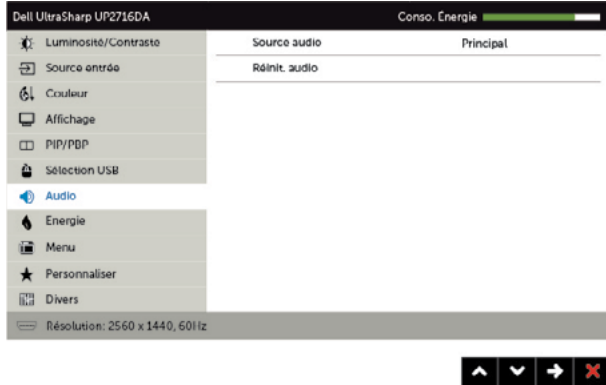 Dell UltraSharp UP2716DA Conso. Énergie
Luminosité/Contraste Source audio Principal
Source entrée Réinit. audio
Couleur
Affichage
PIP/PBP
Sélection USB
Audio
Energie
Menu
Personnaliser
Divers
Résolution: 2560 x 1440, 60Hz